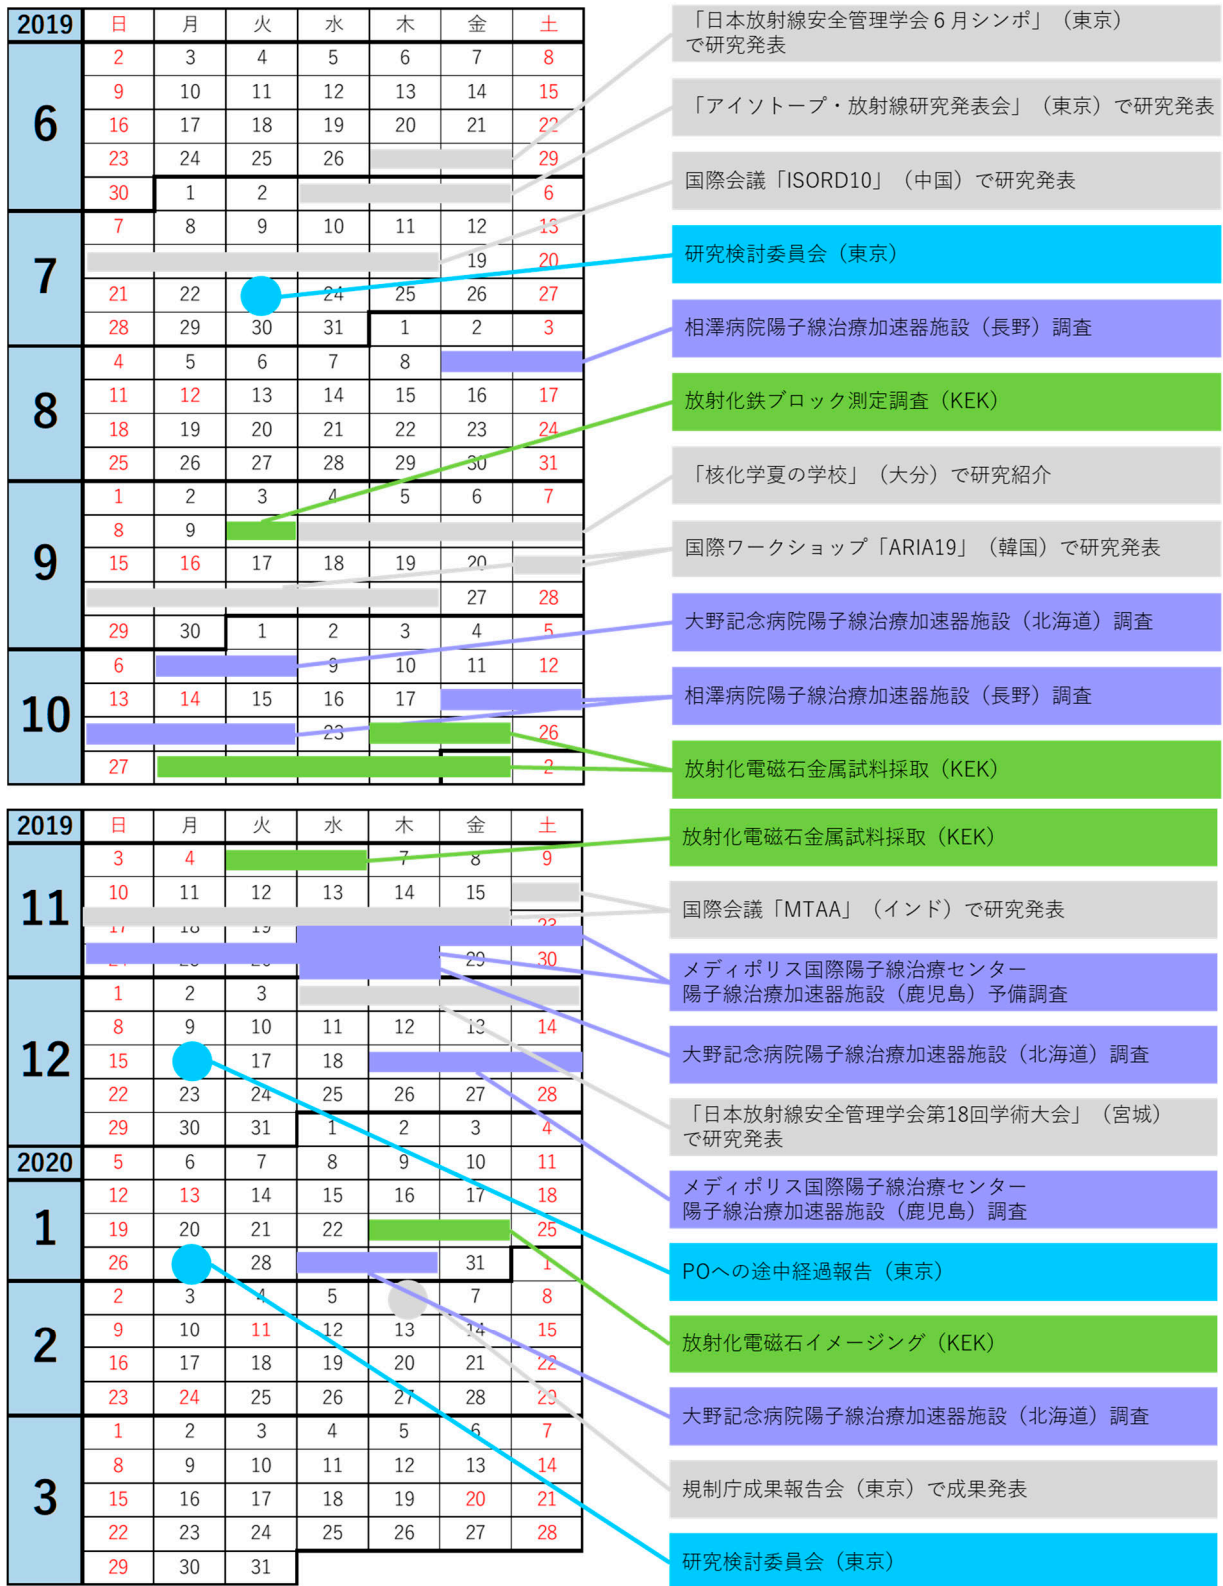 2019 日 月 火 水 木 金 土
6
2 3 4 5 6 7 8
9 10 11 12 13 14 15
16 17 18 19 20 21 22
23 24 25 26 29
30 1 2 6
7
7 8 9 10 11 12 13
19 20
21 22 24 25 26 27
28 29 30 31 1 2 3
8
4 5 6 7 8
11 12 13 14 15 16 17
18 19 20 21 22 23 24
25 26 27 28 29 30 31
9
1 2 3 4 5 6 7
8 9
15 16 17 18 19 20
27 28
29 30 1 2 3 4 5
10
6 9 10 11 12
13 14 15 16 17
23 26
27 2
「日本放射線安全管理学会6月シンポ」（東京）
で研究発表
「アイソトープ・放射線研究発表会」（東京）で研究発表
国際会議「ISORD10」（中国）で研究発表
研究検討委員会（東京）
相澤病院陽子線治療加速器施設（長野）調査
放射化鉄ブロック測定調査（KEK）
「核化学夏の学校」（大分）で研究紹介
国際ワークショップ「ARIA19」（韓国）で研究発表
大野記念病院陽子線治療加速器施設（北海道）調査
相澤病院陽子線治療加速器施設（長野）調査
放射化電磁石金属試料採取（KEK）
2019 日 月 火 水 木 金 土
11
3 4 7 8 9
10 11 12 13 14 15
17 18 19 23
29 30
12
1 2 3
8 9 10 11 12 13 14
15 17 18
22 23 24 25 26 27 28
29 30 31 1 2 3 4
2020 5 6 7 8 9 10 11
1
12 13 14 15 16 17 18
19 20 21 22 25
26 28 31 1
2
2 3 4 5 7 8
9 10 11 12 13 14 15
16 17 18 19 20 21 22
23 24 25 26 27 28 29
3
1 2 3 4 5 6 7
8 9 10 11 12 13 14
15 16 17 18 19 20 21
22 23 24 25 26 27 28
29 30 31
放射化電磁石金属試料採取（KEK）
国際会議「MTAA」（インド）で研究発表
メディポリス国際陽子線治療センター
陽子線治療加速器施設（鹿児島）予備調査
大野記念病院陽子線治療加速器施設（北海道）調査
「日本放射線安全管理学会第18回学術大会」（宮城）
で研究発表
メディポリス国際陽子線治療センター
陽子線治療加速器施設（鹿児島）調査
POへの途中経過報告（東京）
放射化電磁石イメージング（KEK）
大野記念病院陽子線治療加速器施設（北海道）調査
規制庁成果報告会（東京）で成果発表
研究検討委員会（東京）